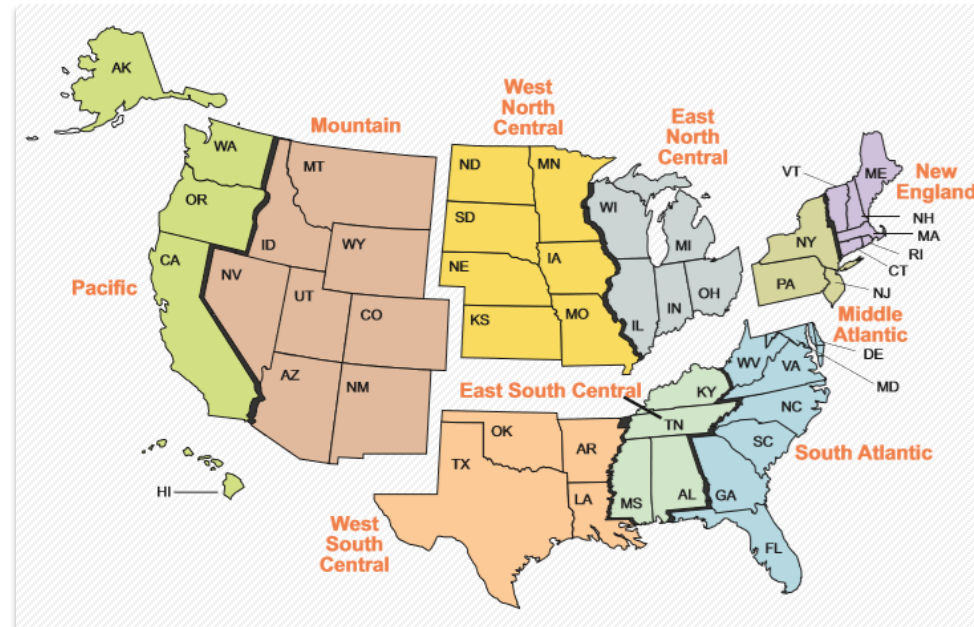 AK
WA
OR
CA
Pacific
HI
Mountain
MT
ID
WY
NV
UT
CO
AZ
NM
West
North
Central
ND
MN
SD
NE
IA
KS
MO
East
North
Central
WI
MI
IL
IN
OH
New
England
VT
ME
NH
MA
RI
CT
NY
PA
NJ
Middle
Atlantic
DE
MD
WV
VA
NC
SC
GA
FL
South Atlantic
East South Central
KY
TN
MS
AL
OK
TX
AR
LA
West
South
Central